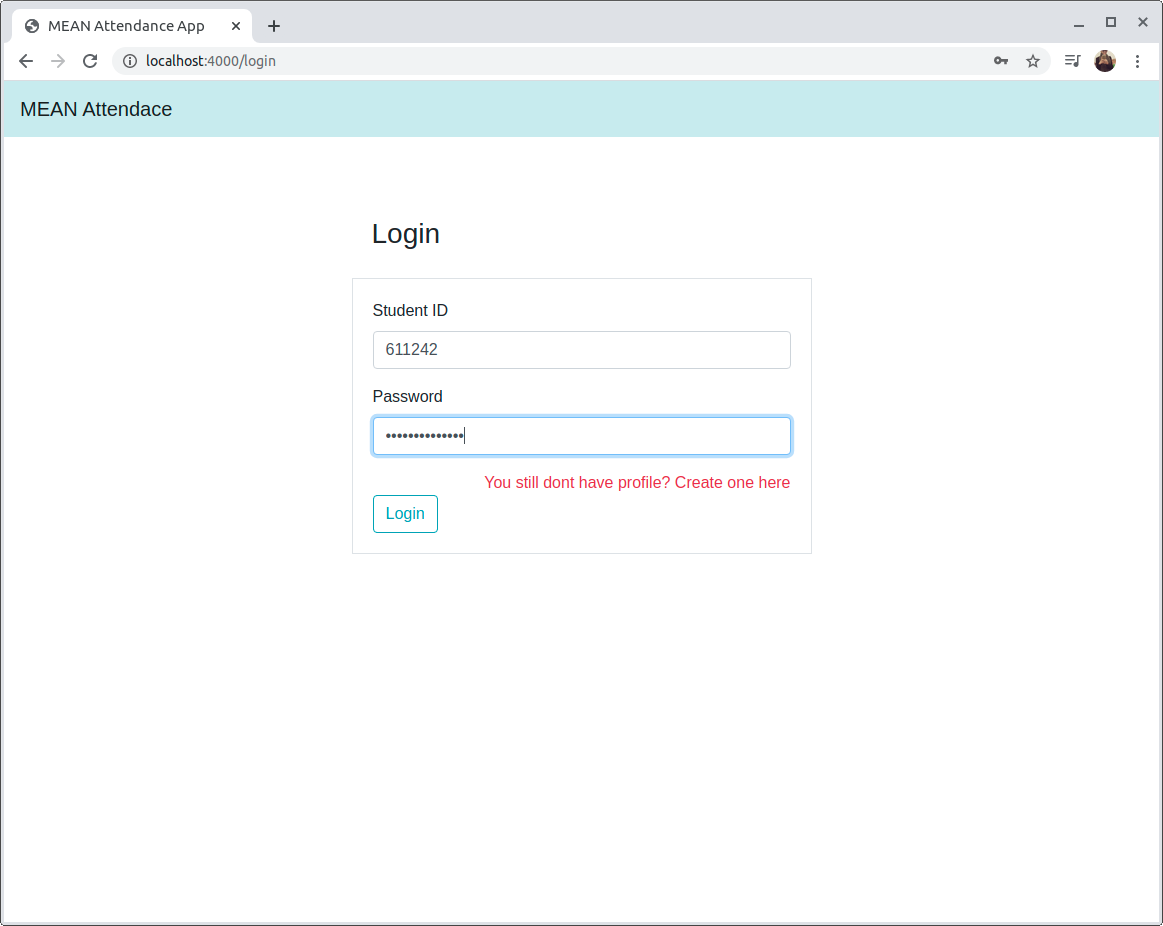 MEAN Attendance App
localhost:4000/login
MEAN Attendace
Login
Student ID
611242
Password
••••••••••••••
You still dont have profile? Create one here
Login